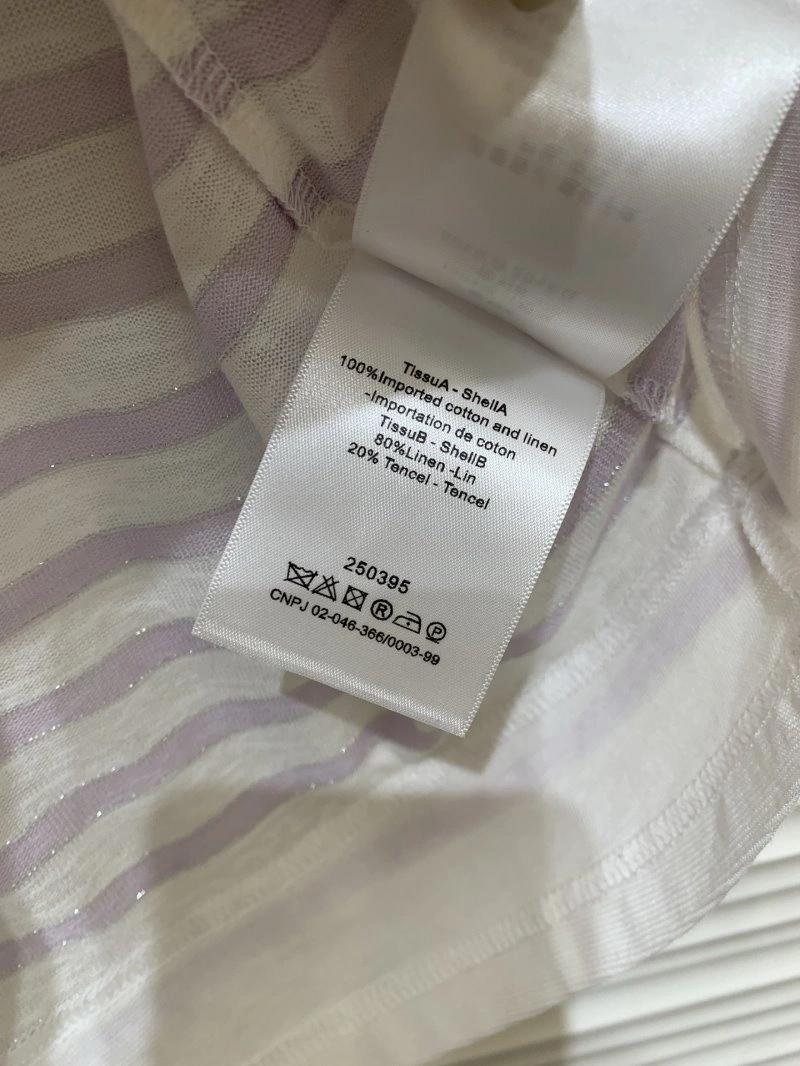 TissuA - ShellA
100%Imported cotton and linen
-Importation de coton
TissuB - ShellB
80%Linen -Lin
20% Tencel - Tencel
250395
CNPJ 02-046-366/0003-99